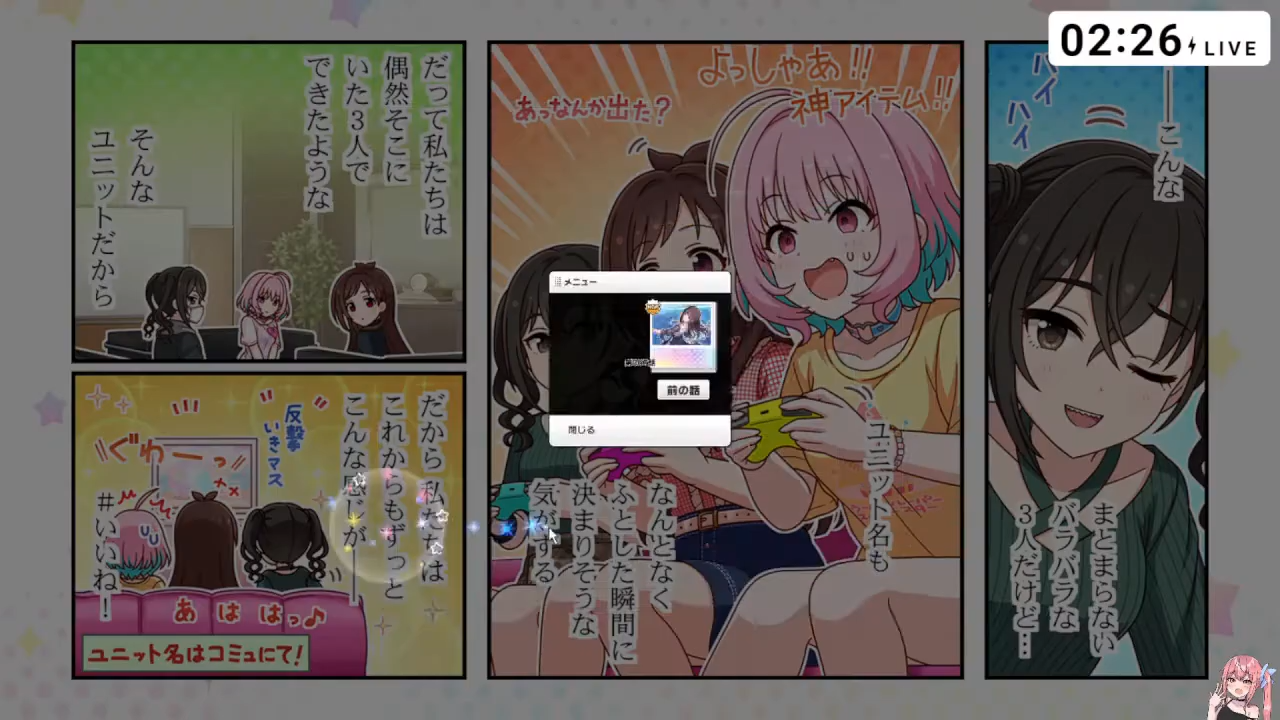 02:26 LIVE
――こんな
ハイ
ハイ
まとまらない
バラバラな
3人だけど…
よっしゃあ!!
神アイテム!!
あっなんか出た?
ユニット名も
なんとなく
ふとした瞬間に
決まりそうな
気がする
だって私たちは
偶然そこに
いた3人で
できたような
そんな
ユニットだから
だから 私たちは
これからもずっと
こんな感じが――
反撃
いきマス
ぐわーっ
#いいね!
あははっ♪
ユニット名はコミュにて!
メニュー
前の話
閉じる